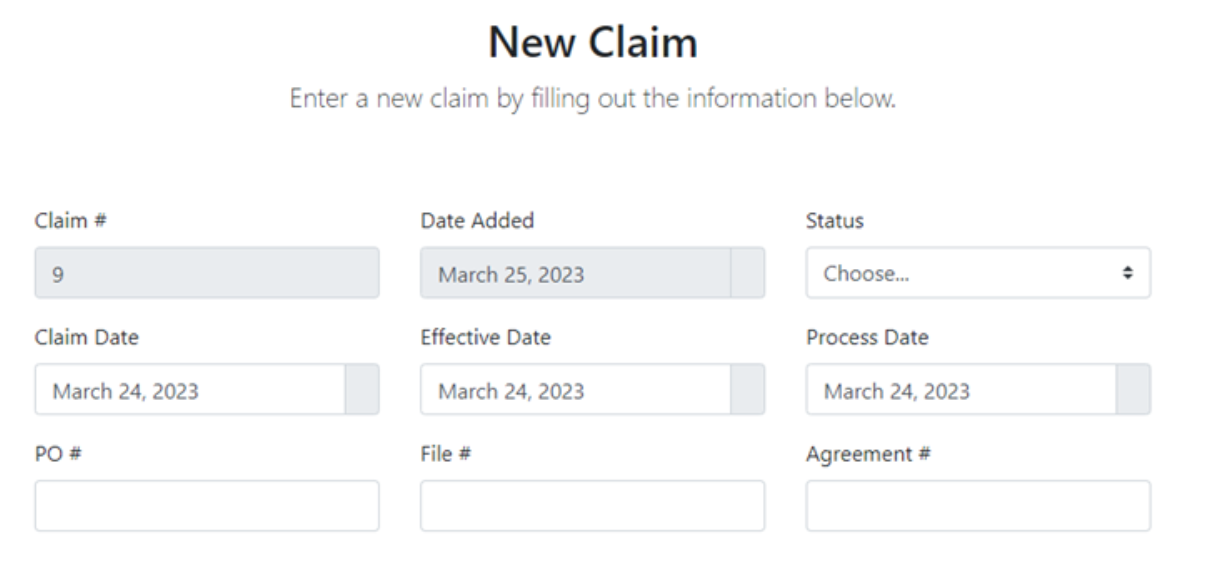 New Claim
Enter a new claim by filling out the information below.
Claim # Date Added Status
9 March 25, 2023 Choose...
Claim Date Effective Date Process Date
March 24, 2023 March 24, 2023 March 24, 2023
PO # File # Agreement #